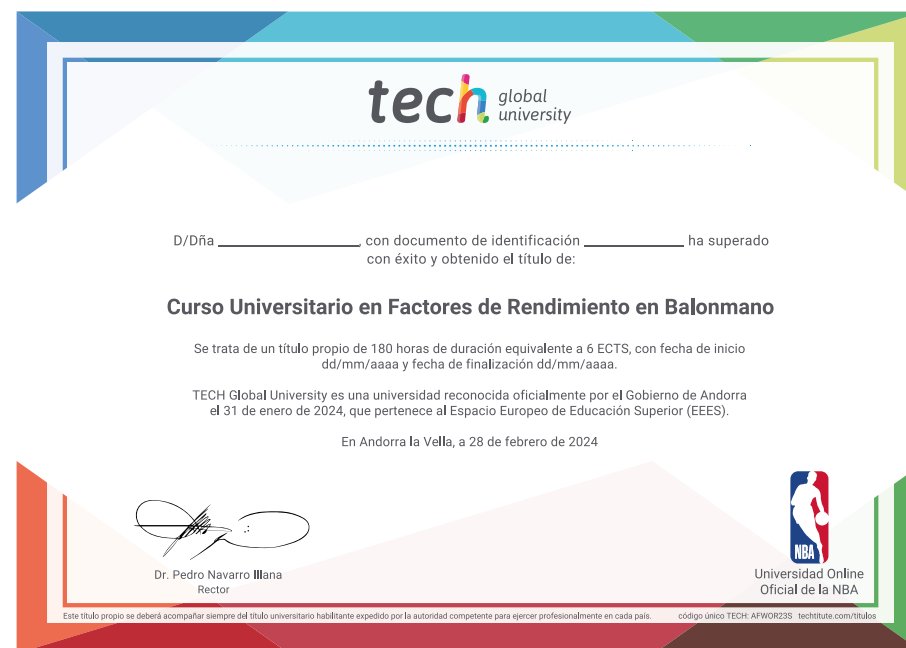 tech global university
D/Dña ____________________, con documento de identificación ______________ ha superado
con éxito y obtenido el título de:
Curso Universitario en Factores de Rendimiento en Balonmano
Se trata de un título propio de 180 horas de duración equivalente a 6 ECTS, con fecha de inicio
dd/mm/aaaa y fecha de finalización dd/mm/aaaa.
TECH Global University es una universidad reconocida oficialmente por el Gobierno de Andorra
el 31 de enero de 2024, que pertenece al Espacio Europeo de Educación Superior (EEES).
En Andorra la Vella, a 28 de febrero de 2024
NBA
Dr. Pedro Navarro Illana
Rector
Universidad Online
Oficial de la NBA
Este título propio se deberá acompañar siempre del título universitario habilitante expedido por la autoridad competente para ejercer profesionalmente en cada país.
código único TECH: AFWOR23S techtitute.com/titulos